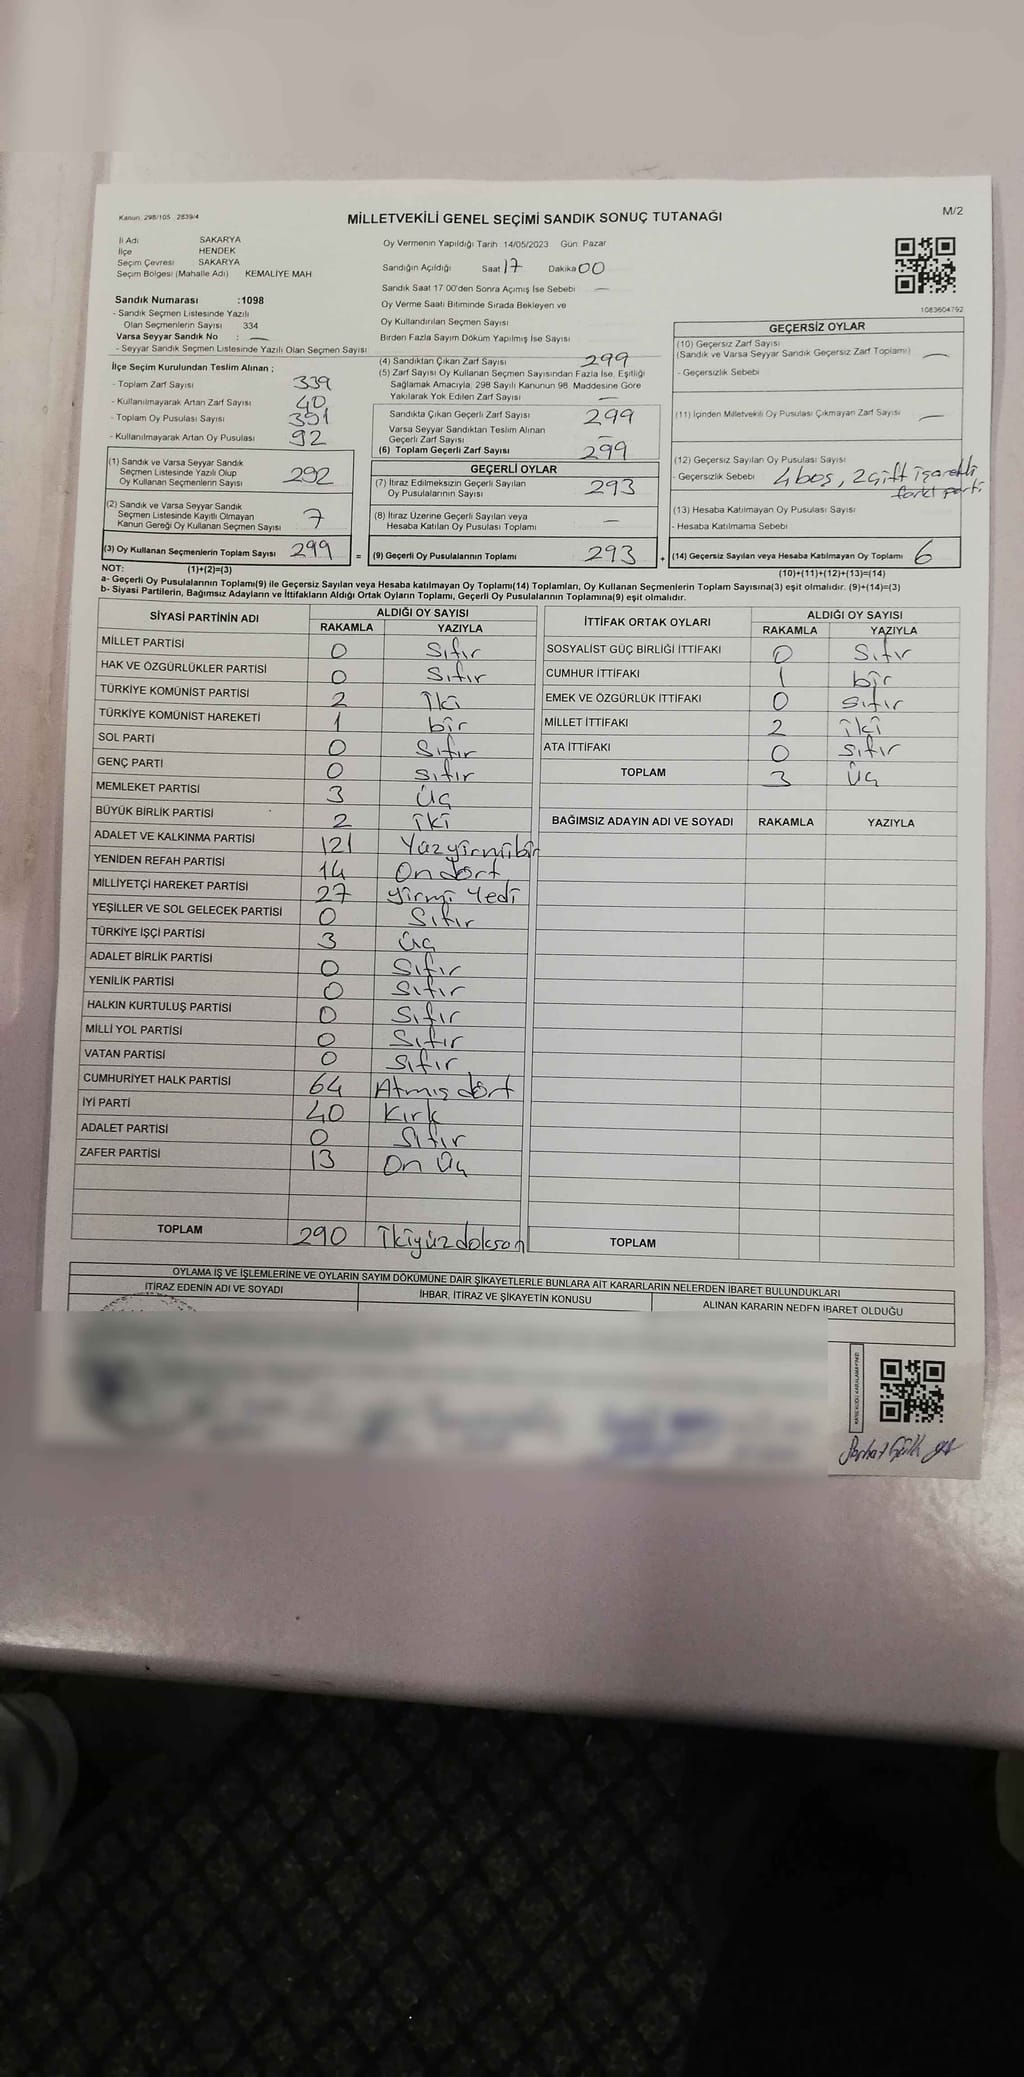 Kanun: 298/105 , 2839/4
MİLLETVEKİLİ GENEL SEÇİMİ SANDIK SONUÇ TUTANAĞI
M/2
İl Adı SAKARYA
İlçe HENDEK
Seçim Çevresi SAKARYA
Seçim Bölgesi (Mahalle Adı) KEMALİYE MAH
Sandık Numarası :1098
- Sandık Seçmen Listesinde Yazılı
Olan Seçmenlerin Sayısı 334
Varsa Seyyar Sandık No : —
- Seyyar Sandık Seçmen Listesinde Yazılı Olan Seçmen Sayısı
İlçe Seçim Kurulundan Teslim Alınan ;
- Toplam Zarf Sayısı 339
- Kullanılmayarak Artan Zarf Sayısı 40
- Toplam Oy Pusulası Sayısı 391
- Kullanılmayarak Artan Oy Pusulası 92
(1) Sandık ve Varsa Seyyar Sandık
Seçmen Listesinde Yazılı Olup
Oy Kullanan Seçmenlerin Sayısı 292
(2) Sandık ve Varsa Seyyar Sandık
Seçmen Listesinde Kayıtlı Olmayan
Kanun Gereği Oy Kullanan Seçmen Sayısı 7
(3) Oy Kullanan Seçmenlerin Toplam Sayısı 299 =
Oy Vermenin Yapıldığı Tarih 14/05/2023 Gün Pazar
Sandığın Açıldığı Saat 17 Dakika 00
Sandık Saat 17 00'den Sonra Açımış İse Sebebi —
Oy Verme Saati Bitiminde Sırada Bekleyen ve
Oy Kullandırılan Seçmen Sayısı
Birden Fazla Sayım Döküm Yapılmış İse Sayısı
(4) Sandıktan Çıkan Zarf Sayısı 299
(5) Zarf Sayısı Oy Kullanan Seçmen Sayısından Fazla İse, Eşitliği
Sağlamak Amacıyla, 298 Sayılı Kanunun 98. Maddesine Göre
Yakılarak Yok Edilen Zarf Sayısı —
Sandıkta Çıkan Geçerli Zarf Sayısı 299
Varsa Seyyar Sandıktan Teslim Alınan
Geçerli Zarf Sayısı —
(6) Toplam Geçerli Zarf Sayısı 299
GEÇERLİ OYLAR
(7) İtiraz Edilmeksizin Geçerli Sayılan
Oy Pusulalarının Sayısı 293
(8) İtiraz Üzerine Geçerli Sayılan veya
Hesaba Katılan Oy Pusulası Toplamı —
(9) Geçerli Oy Pusulalarının Toplamı 293 +
1083604792
GEÇERSİZ OYLAR
(10) Geçersiz Zarf Sayısı
(Sandık ve Varsa Seyyar Sandık Geçersiz Zarf Toplamı) —
- Geçersizlik Sebebi
(11) İçinden Milletvekili Oy Pusulası Çıkmayan Zarf Sayısı —
(12) Geçersiz Sayılan Oy Pusulası Sayısı
- Geçersizlik Sebebi 4 boş, 2 çift işaretli
farklı parti
(13) Hesaba Katılmayan Oy Pusulası Sayısı
- Hesaba Katılmama Sebebi
(14) Geçersiz Sayılan veya Hesaba Katılmayan Oy Toplamı 6
NOT: (1)+(2)=(3)
(10)+(11)+(12)+(13)=(14)
a- Geçerli Oy Pusulalarının Toplamı(9) ile Geçersiz Sayılan veya Hesaba katılmayan Oy Toplamı(14) Toplamları, Oy Kullanan Seçmenlerin Toplam Sayısına(3) eşit olmalıdır. (9)+(14)=(3)
b- Siyasi Partilerin, Bağımsız Adayların ve İttifakların Aldığı Ortak Oyların Toplamı, Geçerli Oy Pusulalarının Toplamına(9) eşit olmalıdır.
SİYASİ PARTİNİN ADI ALDIĞI OY SAYISI
RAKAMLA YAZIYLA
MİLLET PARTİSİ 0 Sıfır
HAK VE ÖZGÜRLÜKLER PARTİSİ 0 Sıfır
TÜRKİYE KOMÜNİST PARTİSİ 2 İki
TÜRKİYE KOMÜNİST HAREKETİ 1 bir
SOL PARTİ 0 Sıfır
GENÇ PARTİ 0 sıfır
MEMLEKET PARTİSİ 3 Üç
BÜYÜK BİRLİK PARTİSİ 2 iki
ADALET VE KALKINMA PARTİSİ 121 Yüzyirmibir
YENİDEN REFAH PARTİSİ 14 On dört
MİLLİYETÇİ HAREKET PARTİSİ 27 yirmi Yedi
YEŞİLLER VE SOL GELECEK PARTİSİ 0 Sıfır
TÜRKİYE İŞÇİ PARTİSİ 3 Üç
ADALET BİRLİK PARTİSİ 0 Sıfır
YENİLİK PARTİSİ 0 Sıfır
HALKIN KURTULUŞ PARTİSİ 0 Sıfır
MİLLİ YOL PARTİSİ 0 Sıfır
VATAN PARTİSİ 0 Sıfır
CUMHURİYET HALK PARTİSİ 64 Atmış dört
İYİ PARTİ 40 Kırk
ADALET PARTİSİ 0 Sıfır
ZAFER PARTİSİ 13 On Üç
TOPLAM 290 İkiyüzdoksan
İTTİFAK ORTAK OYLARI ALDIĞI OY SAYISI
RAKAMLA YAZIYLA
SOSYALİST GÜÇ BİRLİĞİ İTTİFAKI 0 Sıfır
CUMHUR İTTİFAKI 1 bir
EMEK VE ÖZGÜRLÜK İTTİFAKI 0 sıfır
MİLLET İTTİFAKI 2 iki
ATA İTTİFAKI 0 sıfır
TOPLAM 3 Üç
BAĞIMSIZ ADAYIN ADI VE SOYADI RAKAMLA YAZIYLA
TOPLAM
OYLAMA İŞ VE İŞLEMLERİNE VE OYLARIN SAYIM DÖKÜMÜNE DAİR ŞİKAYETLERLE BUNLARA AİT KARARLARIN NELERDEN İBARET BULUNDUKLARI
İTİRAZ EDENİN ADI VE SOYADI İHBAR, İTİRAZ VE ŞİKAYETİN KONUSU ALINAN KARARIN NEDEN İBARET OLDUĞU